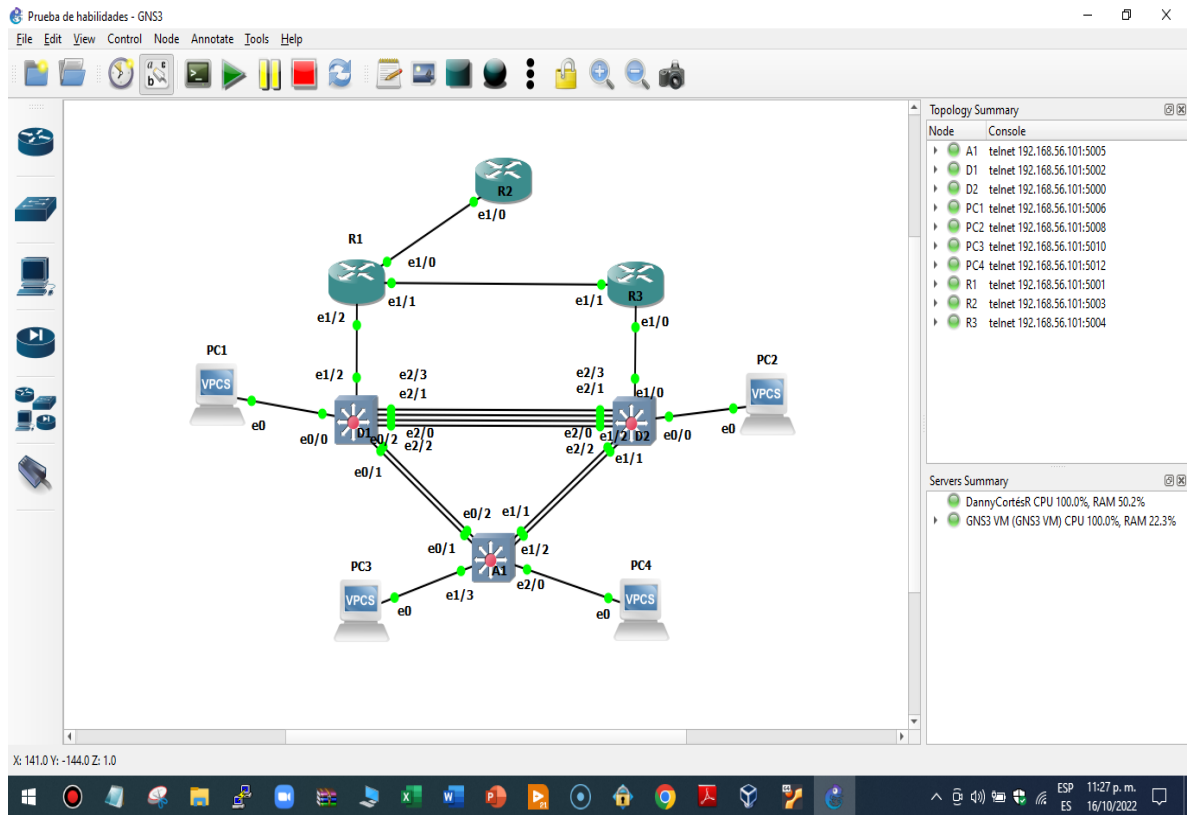 Prueba de habilidades - GNS3
File Edit View Control Node Annotate Tools Help
Topology Summary
Node Console
A1 telnet 192.168.56.101:5005
D1 telnet 192.168.56.101:5002
D2 telnet 192.168.56.101:5000
PC1 telnet 192.168.56.101:5006
PC2 telnet 192.168.56.101:5008
PC3 telnet 192.168.56.101:5010
PC4 telnet 192.168.56.101:5012
R1 telnet 192.168.56.101:5001
R2 telnet 192.168.56.101:5003
R3 telnet 192.168.56.101:5004
R2
e1/0
R1
e1/0
e1/1
e1/1
R3
e1/2
e1/0
PC1
PC2
e1/2
e2/3
e2/3
e2/1
e2/1
e1/0
VPCS
VPCS
e0
e0/0
D1
e0/2
e2/0
e2/2
e2/0
e2/2
e1/2
D2
e0/0
e0
e1/1
e0/1
e0/2
e1/1
e0/1
e1/2
A1
PC3
PC4
e1/3
e2/0
VPCS
VPCS
e0
e0
Servers Summary
DannyCortésR CPU 100.0%, RAM 50.2%
GNS3 VM (GNS3 VM) CPU 100.0%, RAM 22.3%
X: 141.0 Y: -144.0 Z: 1.0
ESP
ES
11:27 p. m.
16/10/2022